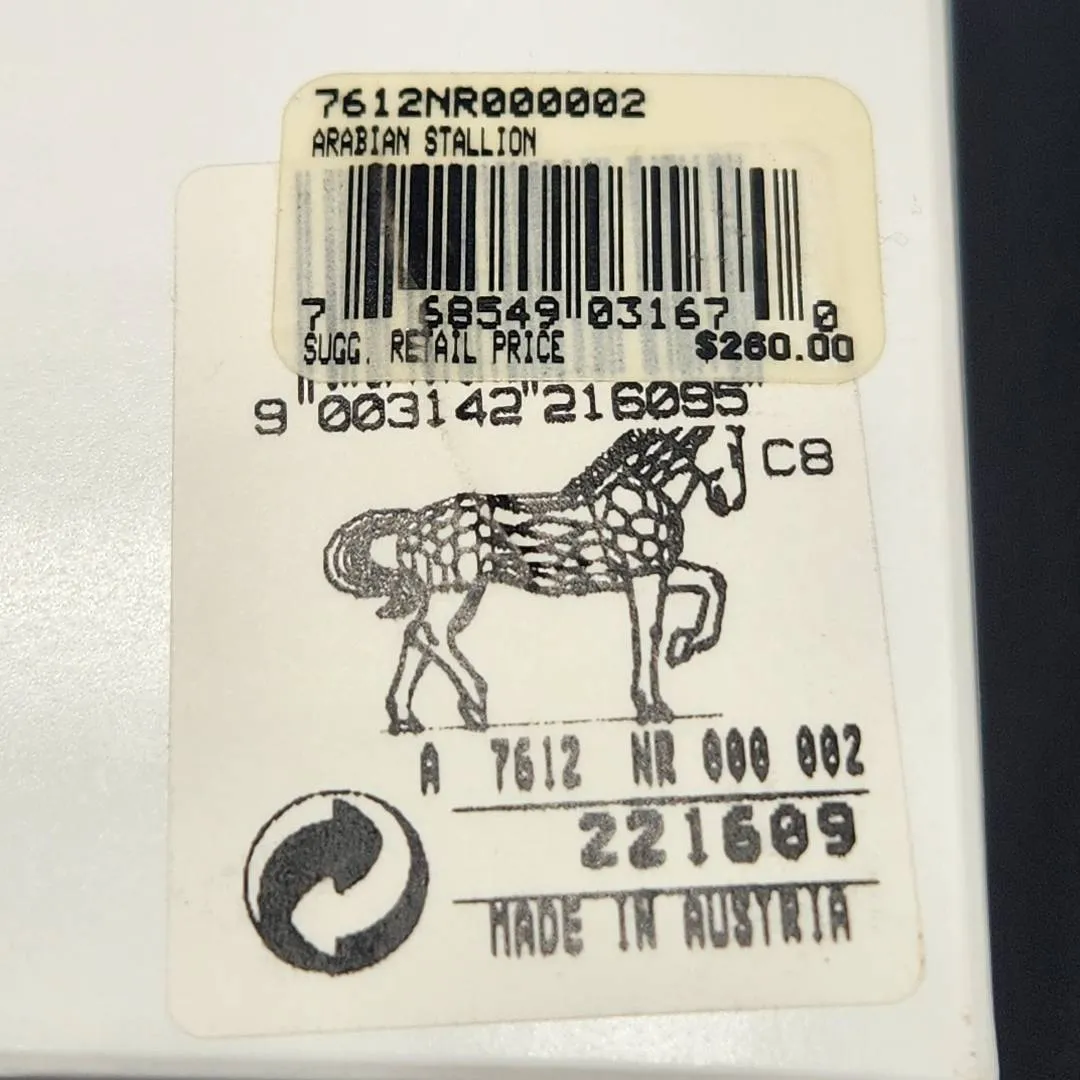 7612NR000002
ARABIAN STALLION
7 68549 03167 0
SUGG. RETAIL PRICE $260.00
9 003142 216095
C8
A 7612 NR 000 002
221609
MADE IN AUSTRIA